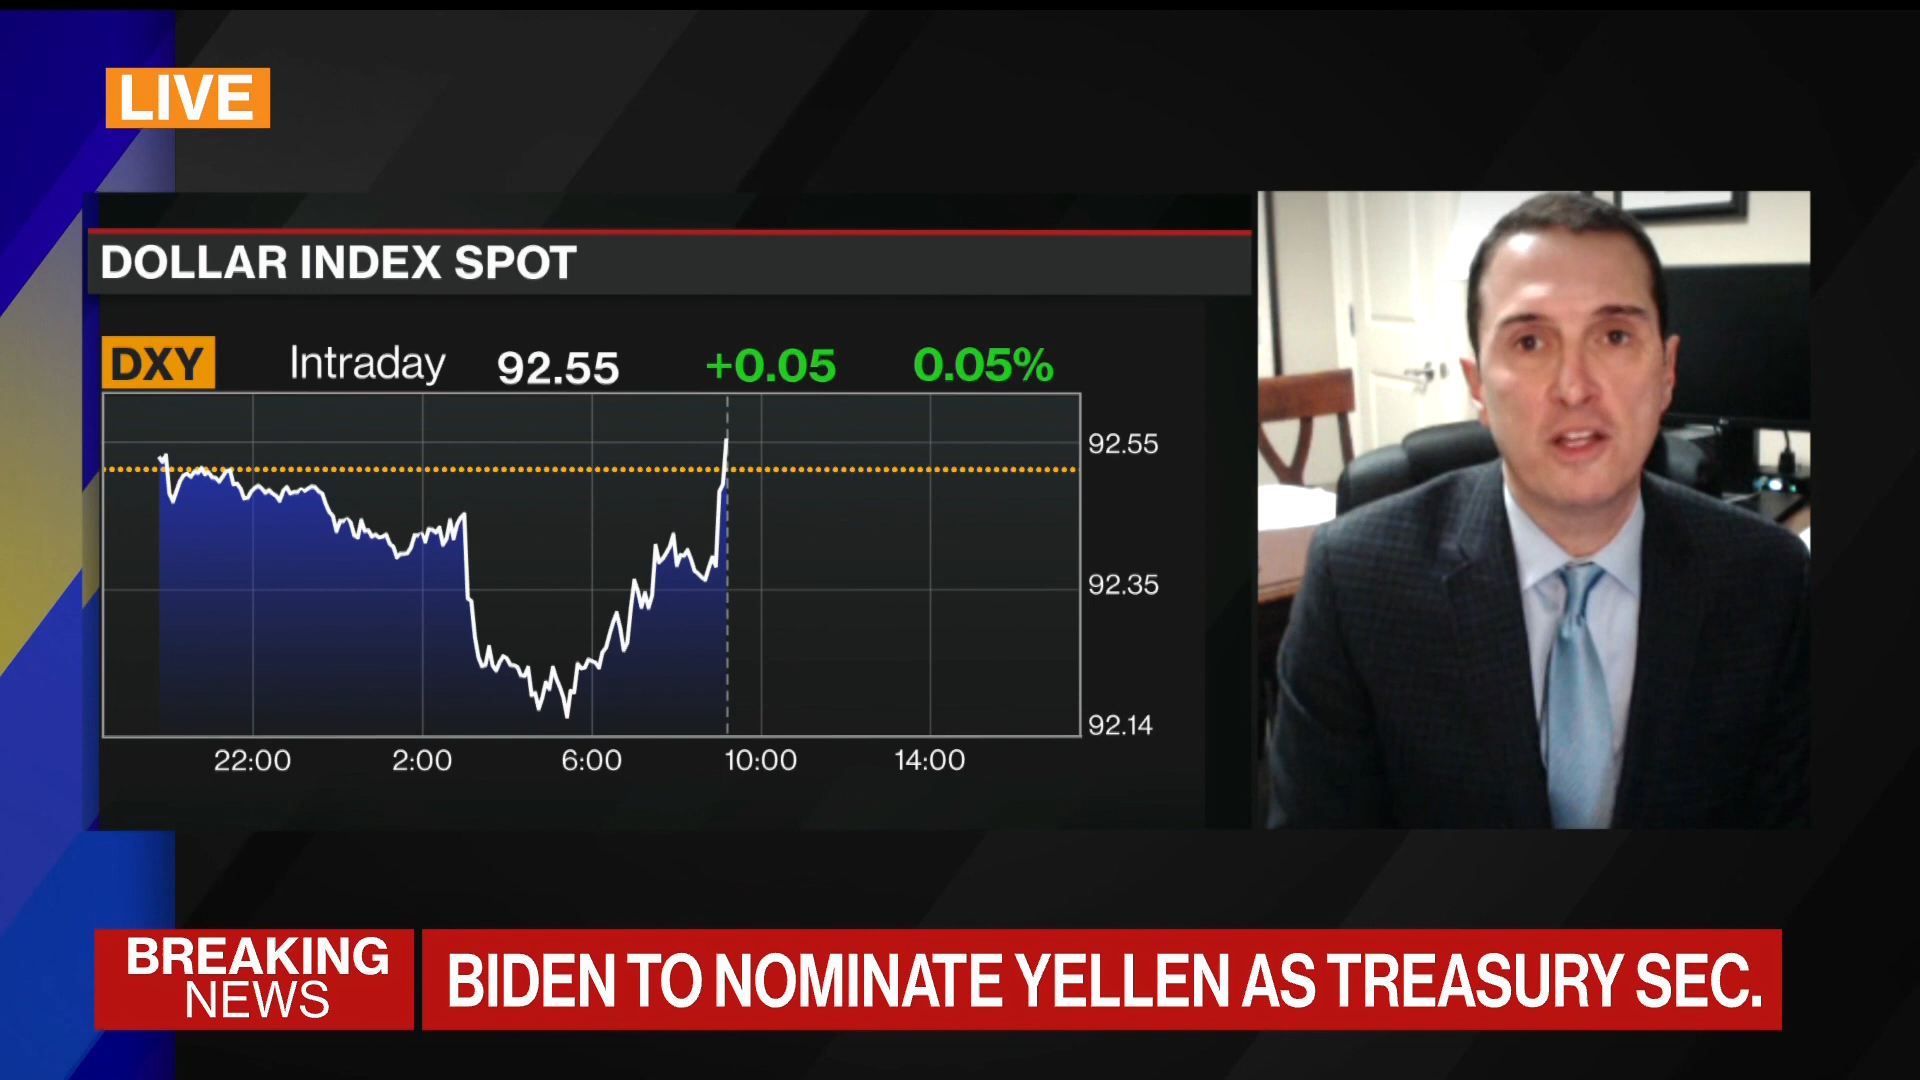 LIVE
DOLLAR INDEX SPOT
DXY Intraday 92.55 +0.05 0.05%
92.55
92.35
92.14
22:00 2:00 6:00 10:00 14:00
BREAKING
NEWS
BIDEN TO NOMINATE YELLEN AS TREASURY SEC.